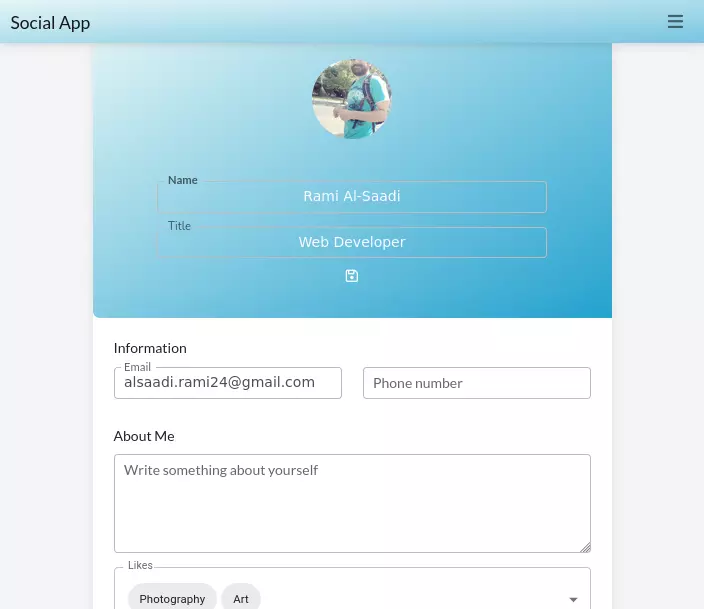 Social App
Name
Rami Al-Saadi
Title
Web Developer
Information
Email
alsaadi.rami24@gmail.com
Phone number
About Me
Write something about yourself
Likes
Photography
Art